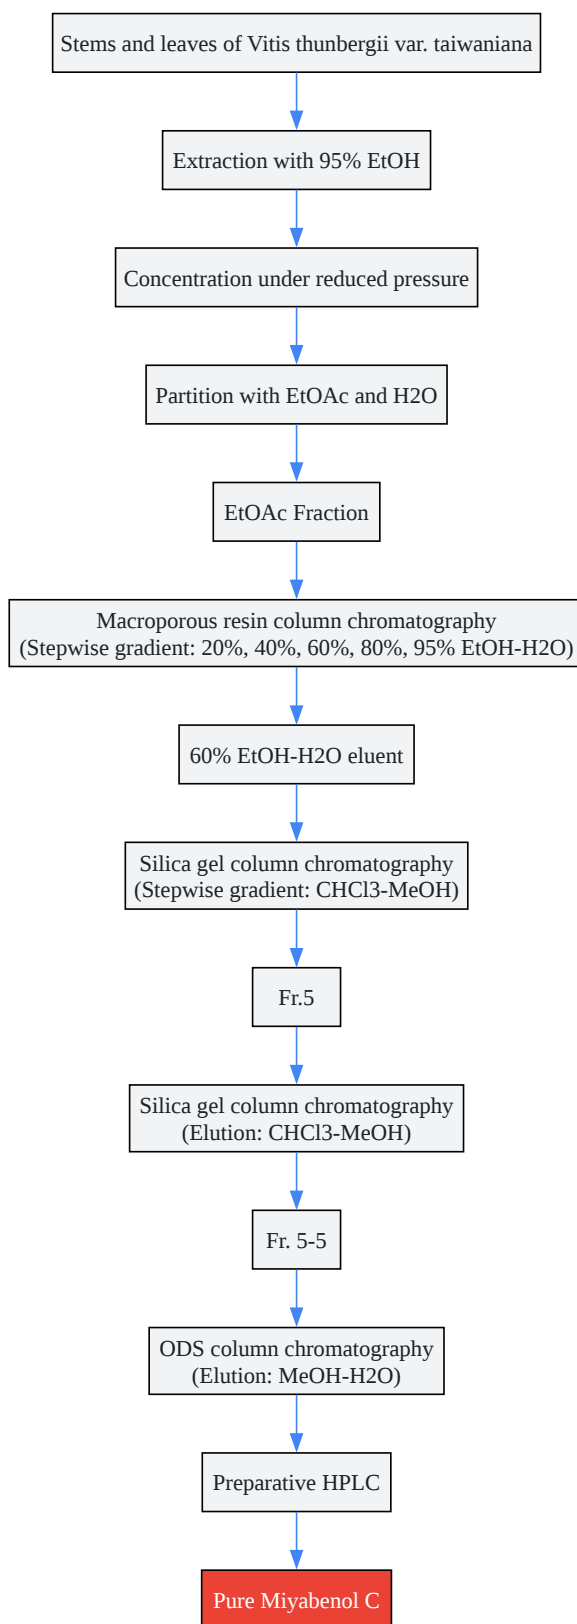 Stems and leaves of Vitis thunbergii var. taiwaniana
Extraction with 95% EtOH
Concentration under reduced pressure
Partition with EtOAc and H2O
EtOAc Fraction
Macroporous resin column chromatography
(Stepwise gradient: 20%, 40%, 60%, 80%, 95% EtOH-H2O)
60% EtOH-H2O eluent
Silica gel column chromatography
(Stepwise gradient: CHCl3-MeOH)
Fr.5
Silica gel column chromatography
(Elution: CHCl3-MeOH)
Fr. 5-5
ODS column chromatography
(Elution: MeOH-H2O)
Preparative HPLC
Pure Miyabenol C